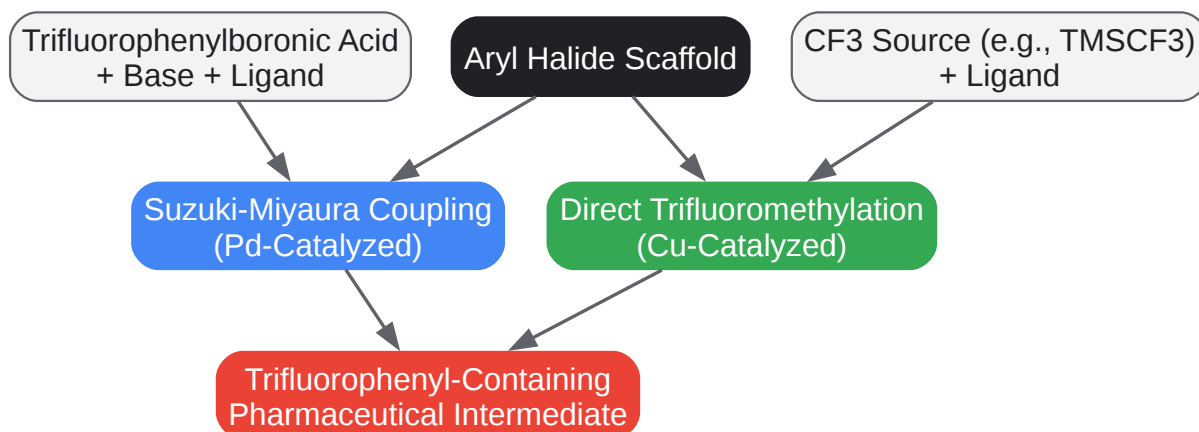 Trifluorophenylboronic Acid
+ Base + Ligand
Aryl Halide Scaffold
CF3 Source (e.g., TMSCF3)
+ Ligand
Suzuki-Miyaura Coupling
(Pd-Catalyzed)
Direct Trifluoromethylation
(Cu-Catalyzed)
Trifluorophenyl-Containing
Pharmaceutical Intermediate